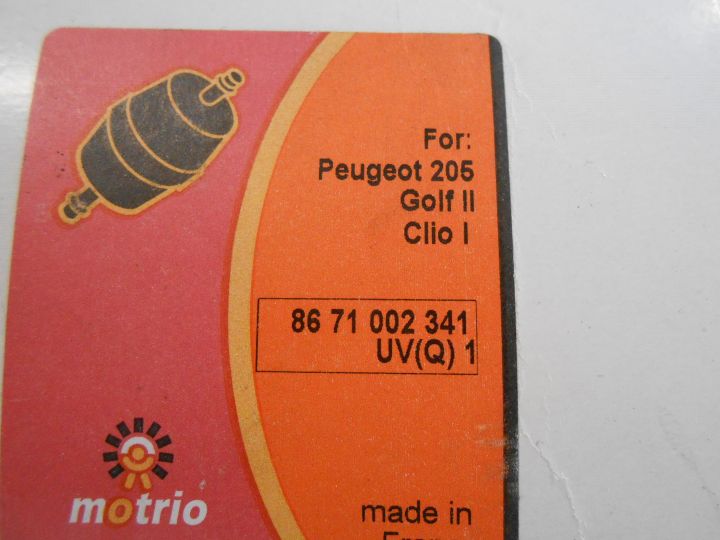 For:
Peugeot 205
Golf II
Clio I
86 71 002 341
UV(Q) 1
motrio
made in